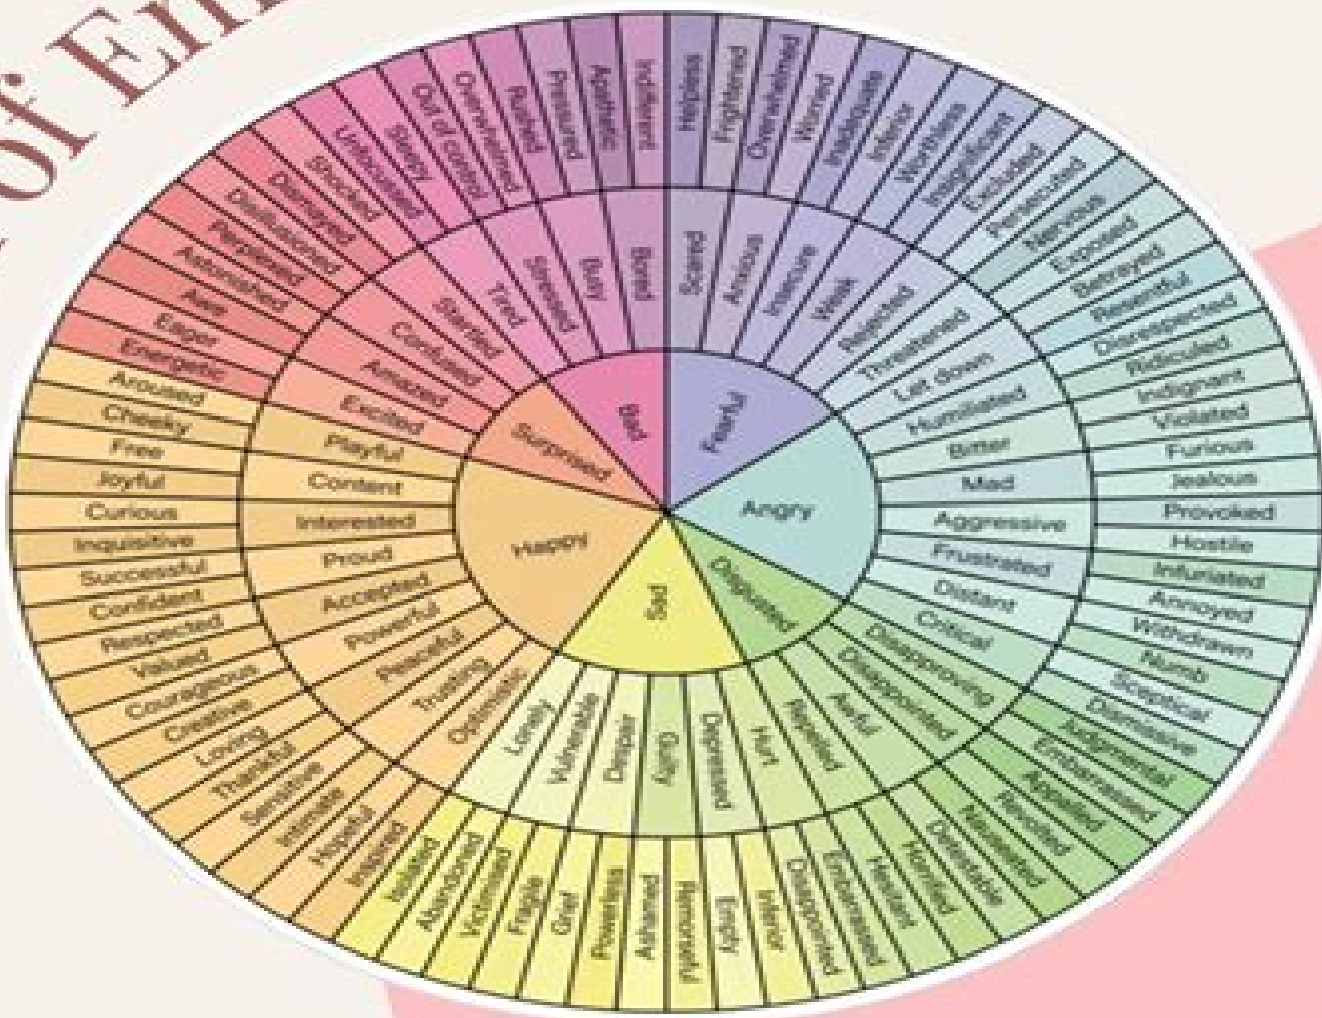 of Em
Bad
Fearful
Angry
Disgusted
Sad
Happy
Surprised
Bored
Scared
Anxious
Insecure
Weak
Rejected
Threatened
Let down
Humiliated
Bitter
Mad
Aggressive
Frustrated
Distant
Critical
Disapproving
Disappointed
Awful
Repelled
Hurt
Depressed
Guilty
Despair
Vulnerable
Lonely
Optimistic
Trusting
Peaceful
Powerful
Accepted
Proud
Interested
Content
Playful
Excited
Amazed
Confused
Startled
Tired
Stressed
Busy
Indifferent
Helpless
Frightened
Overwhelmed
Worried
Inadequate
Inferior
Worthless
Insignificant
Excluded
Persecuted
Nervous
Exposed
Betrayed
Resentful
Disrespected
Ridiculed
Indignant
Violated
Furious
Jealous
Provoked
Hostile
Infuriated
Annoyed
Withdrawn
Numb
Sceptical
Dismissive
Judgmental
Embarrassed
Appalled
Revolted
Nauseated
Detestable
Horrified
Hesitant
Embarrassed
Disappointed
Inferior
Empty
Remorseful
Ashamed
Powerless
Grief
Fragile
Victimised
Abandoned
Isolated
Inspired
Hopeful
Intimate
Sensitive
Thankful
Loving
Creative
Courageous
Valued
Respected
Confident
Successful
Inquisitive
Curious
Joyful
Free
Cheeky
Aroused
Energetic
Eager
Awe
Astonished
Perplexed
Disillusioned
Dismayed
Shocked
Unfocused
Sleepy
Out of control
Overwhelmed
Rushed
Pressured
Apathetic